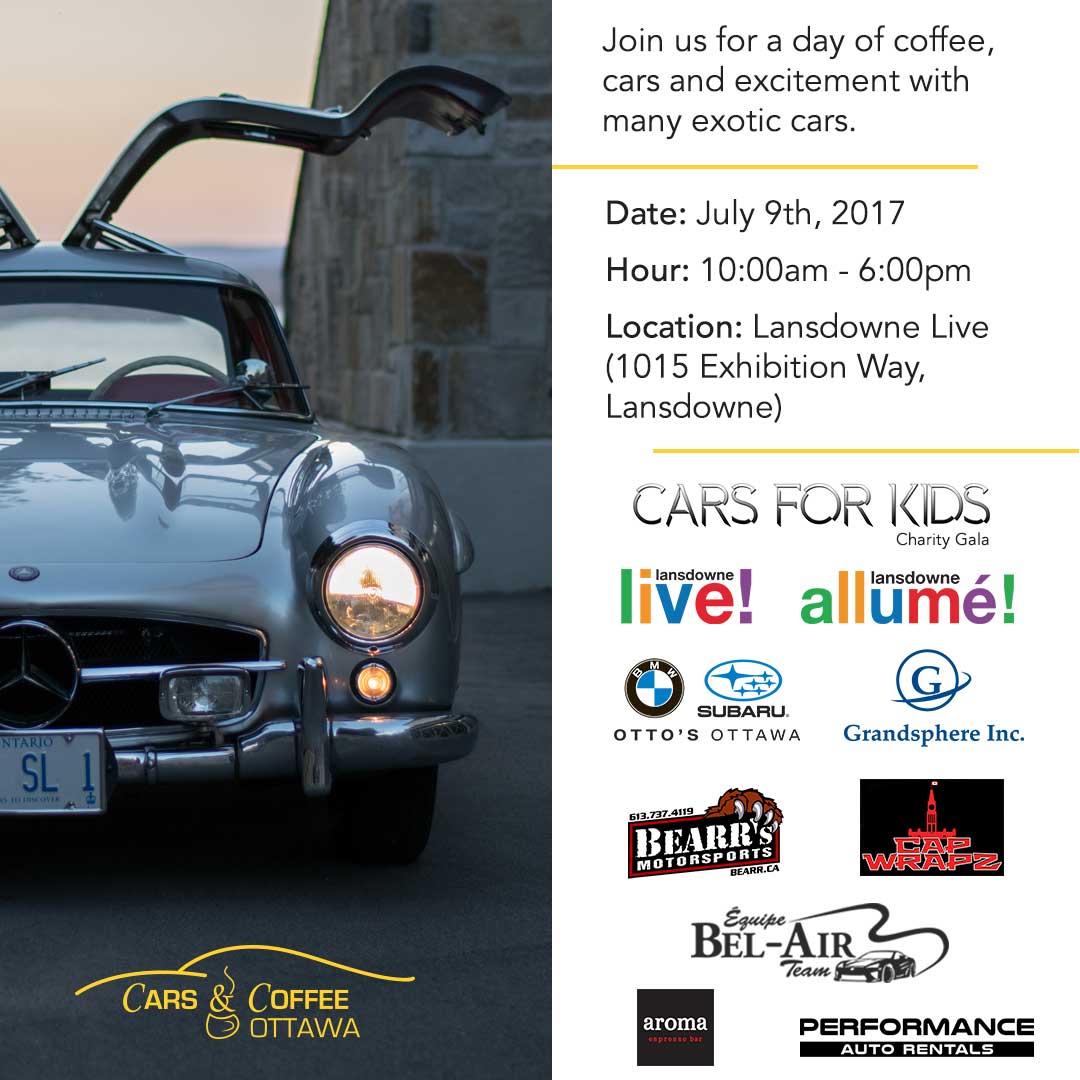 Join us for a day of coffee,
cars and excitement with
many exotic cars.
Date: July 9th, 2017
Hour: 10:00am - 6:00pm
Location: Lansdowne Live
(1015 Exhibition Way,
Lansdowne)
CARS FOR KIDS
Charity Gala
lansdowne
live!
lansdowne
allumé!
BMW
SUBARU
OTTO'S OTTAWA
G
Grandsphere Inc.
613.737.4119
BEARR'S
MOTORSPORTS
BEARR.CA
CAP
WRAPZ
Équipe
BEL-AIR
Team
aroma
espresso bar
PERFORMANCE
AUTO RENTALS
NTARIO
SL 1
S TO DISCOVER
CARS & COFFEE
OTTAWA